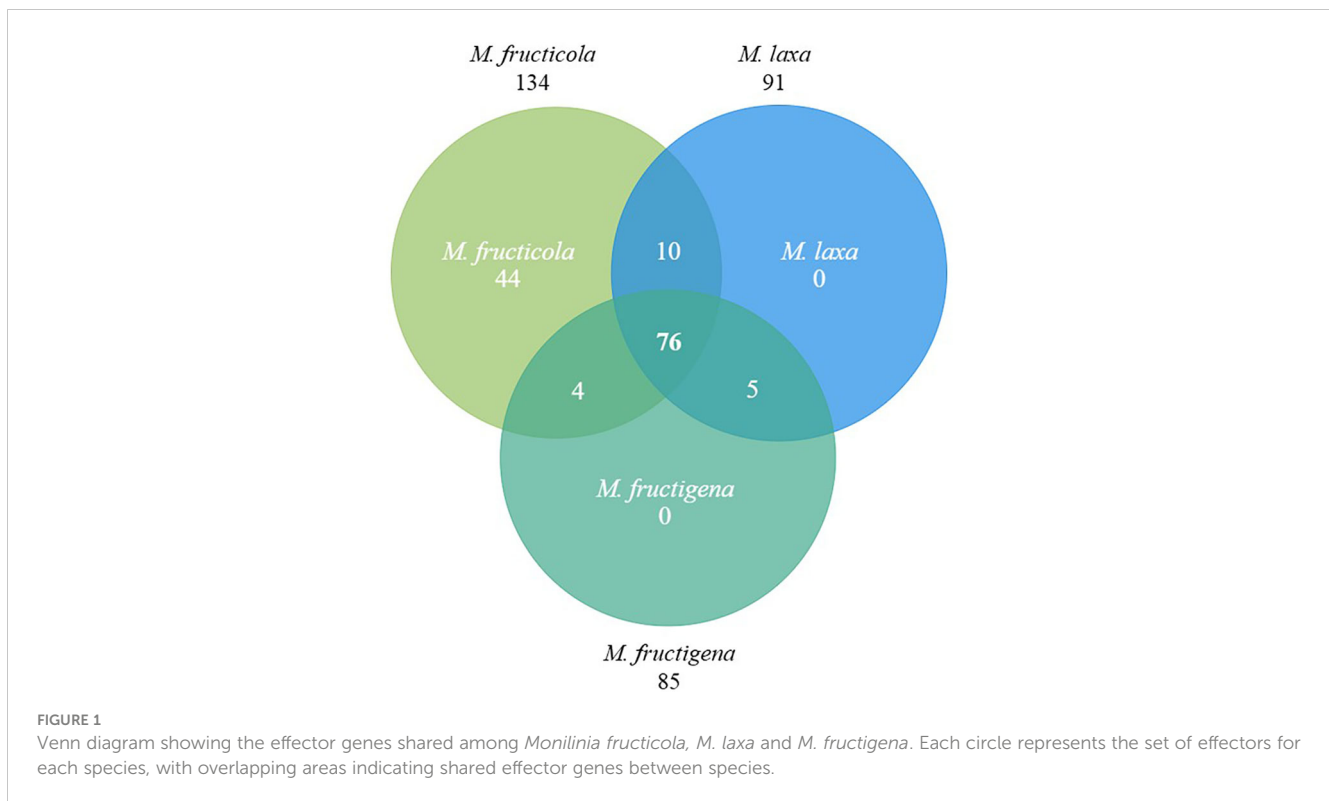 M. fructicola
134
M. laxa
91
M. fructicola
44
10
M. laxa
0
76
4
5
M. fructigena
0
M. fructigena
85
FIGURE 1
Venn diagram showing the effector genes shared among Monilinia fructicola, M. laxa and M. fructigena. Each circle represents the set of effectors for
each species, with overlapping areas indicating shared effector genes between species.